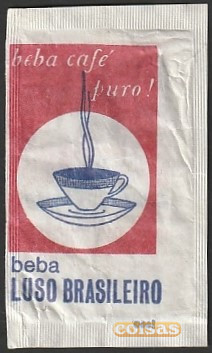 beba café
puro!
beba
LUSO BRASILEIRO
coisas